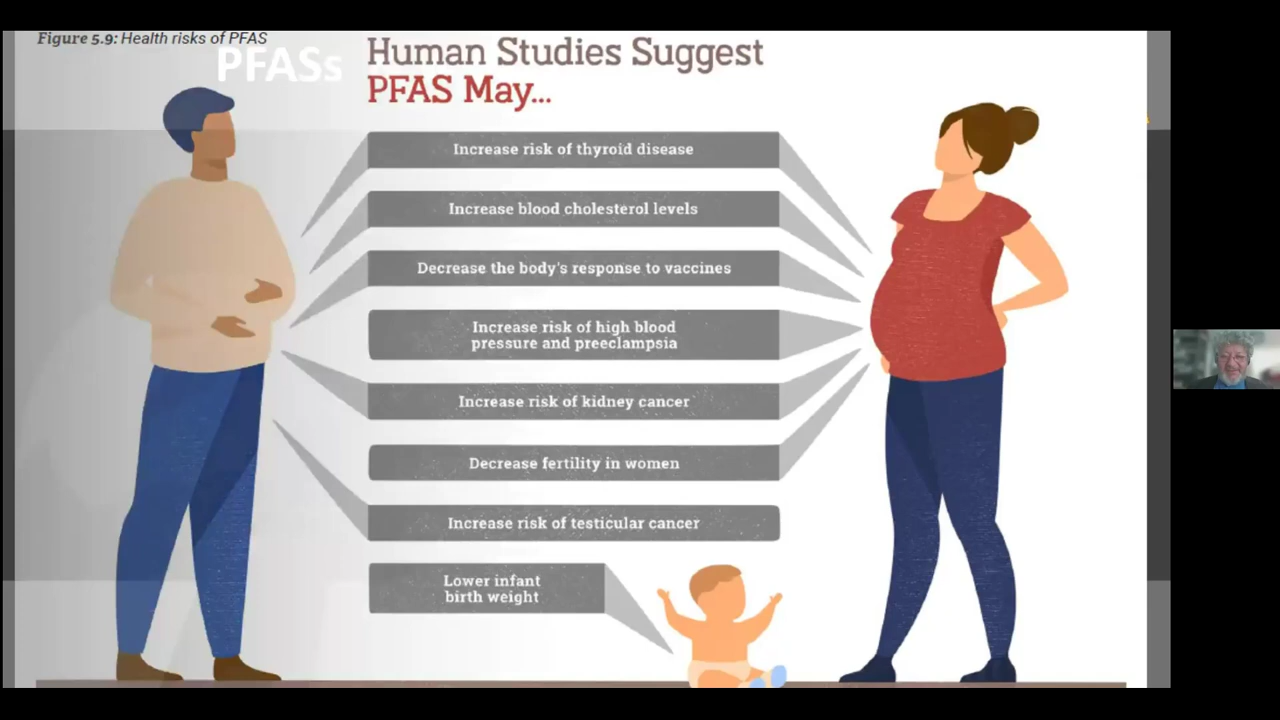 Figure 5.9: Health risks of PFAS
PFASs
Human Studies Suggest
PFAS May...
Increase risk of thyroid disease
Increase blood cholesterol levels
Decrease the body's response to vaccines
Increase risk of high blood
pressure and preeclampsia
Increase risk of kidney cancer
Decrease fertility in women
Increase risk of testicular cancer
Lower infant
birth weight